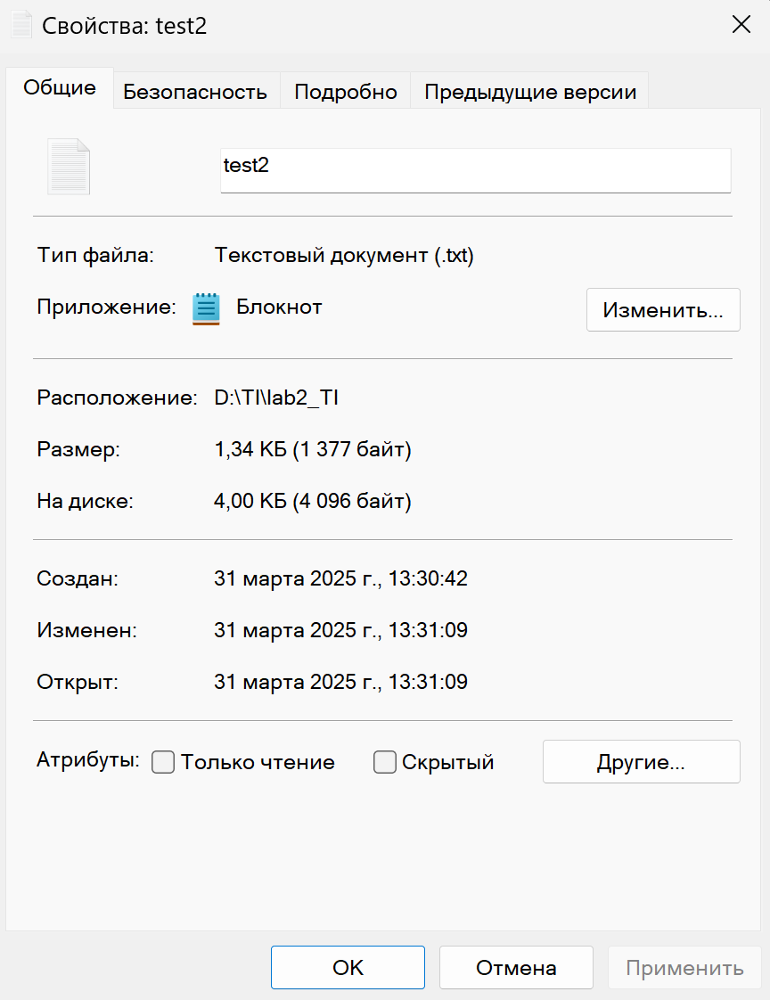 Свойства: test2
Общие Безопасность Подробно Предыдущие версии
test2
Тип файла: Текстовый документ (.txt)
Приложение: Блокнот Изменить...
Расположение: D:\TI\lab2_TI
Размер: 1,34 КБ (1 377 байт)
На диске: 4,00 КБ (4 096 байт)
Создан: 31 марта 2025 г., 13:30:42
Изменен: 31 марта 2025 г., 13:31:09
Открыт: 31 марта 2025 г., 13:31:09
Атрибуты: Только чтение Скрытый Другие...
OK Отмена Применить